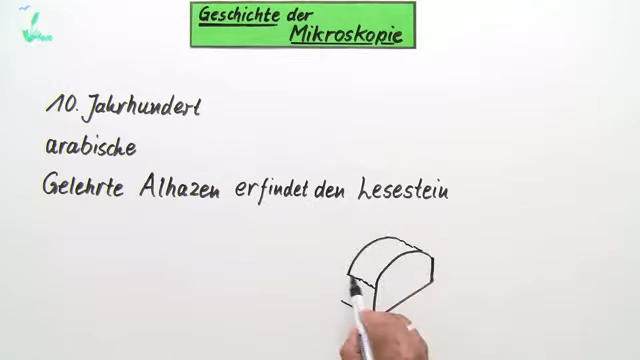 Geschichte der
Mikroskopie
10. Jahrhundert
arabische
Gelehrte Alhazen erfindet den Lesestein